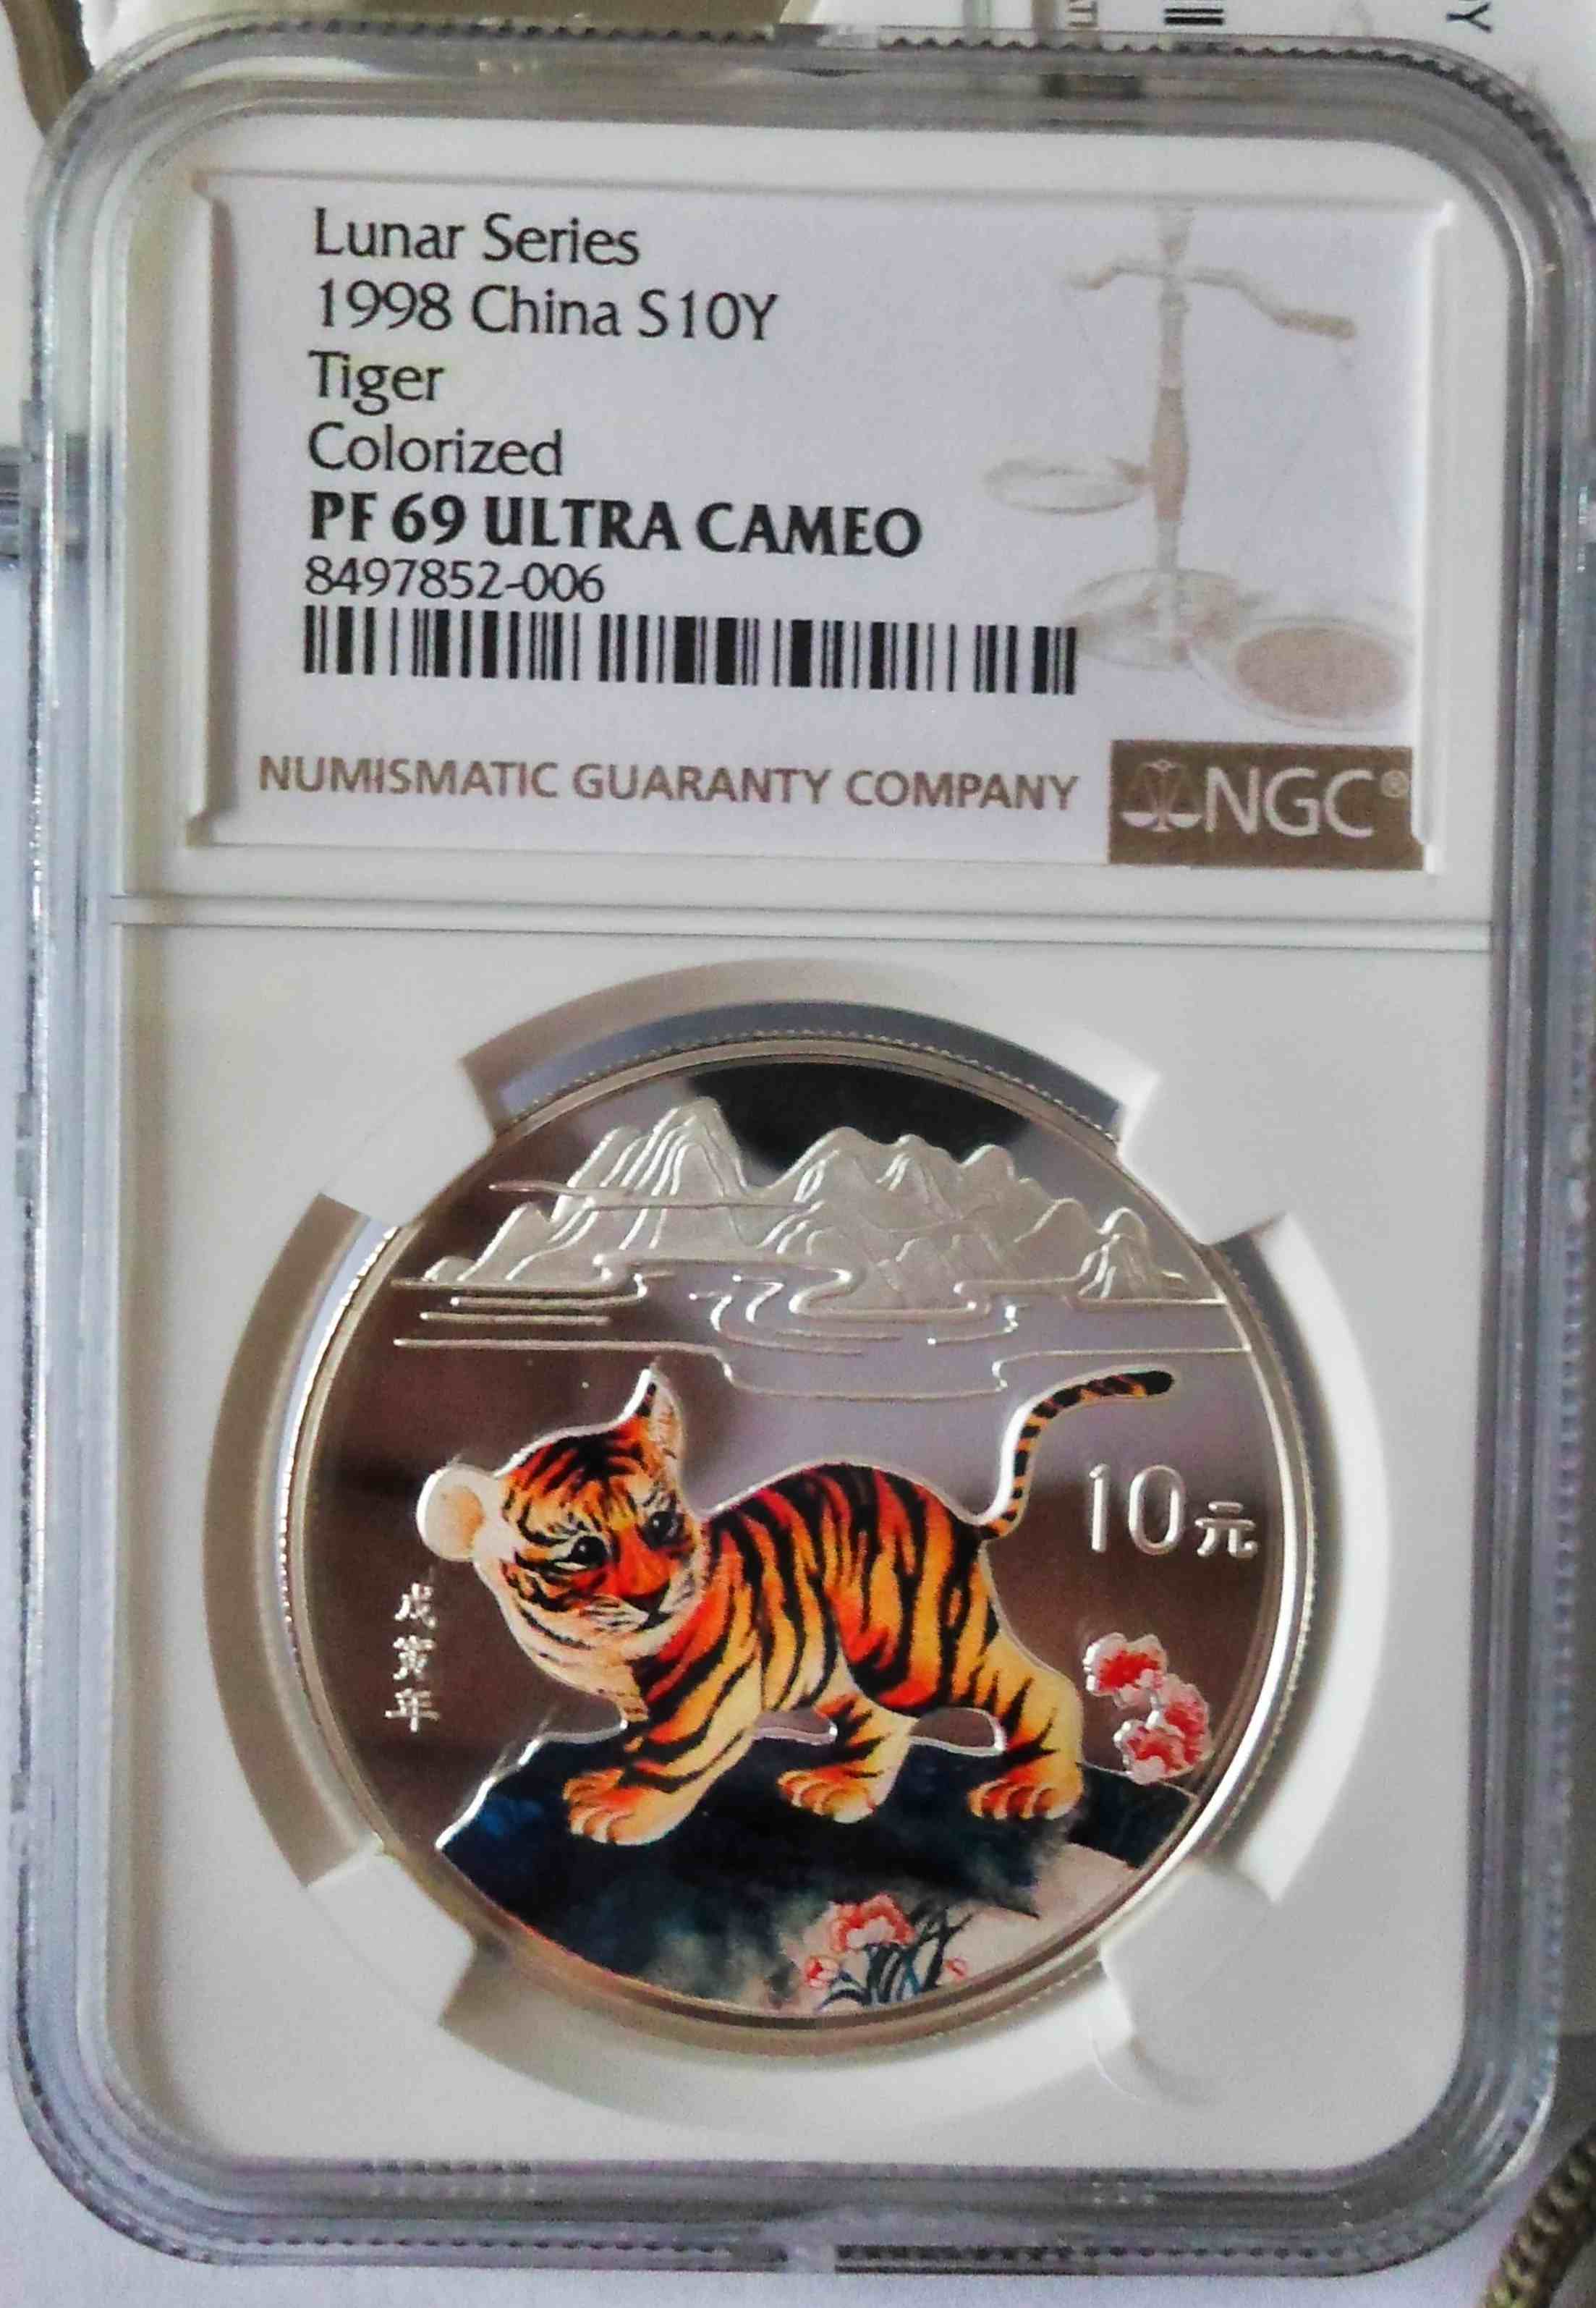 Lunar Series
1998 China S10Y
Tiger
Colorized
PF 69 ULTRA CAMEO
8497852-006
NUMISMATIC GUARANTY COMPANY
NGC®
10元
戊寅年